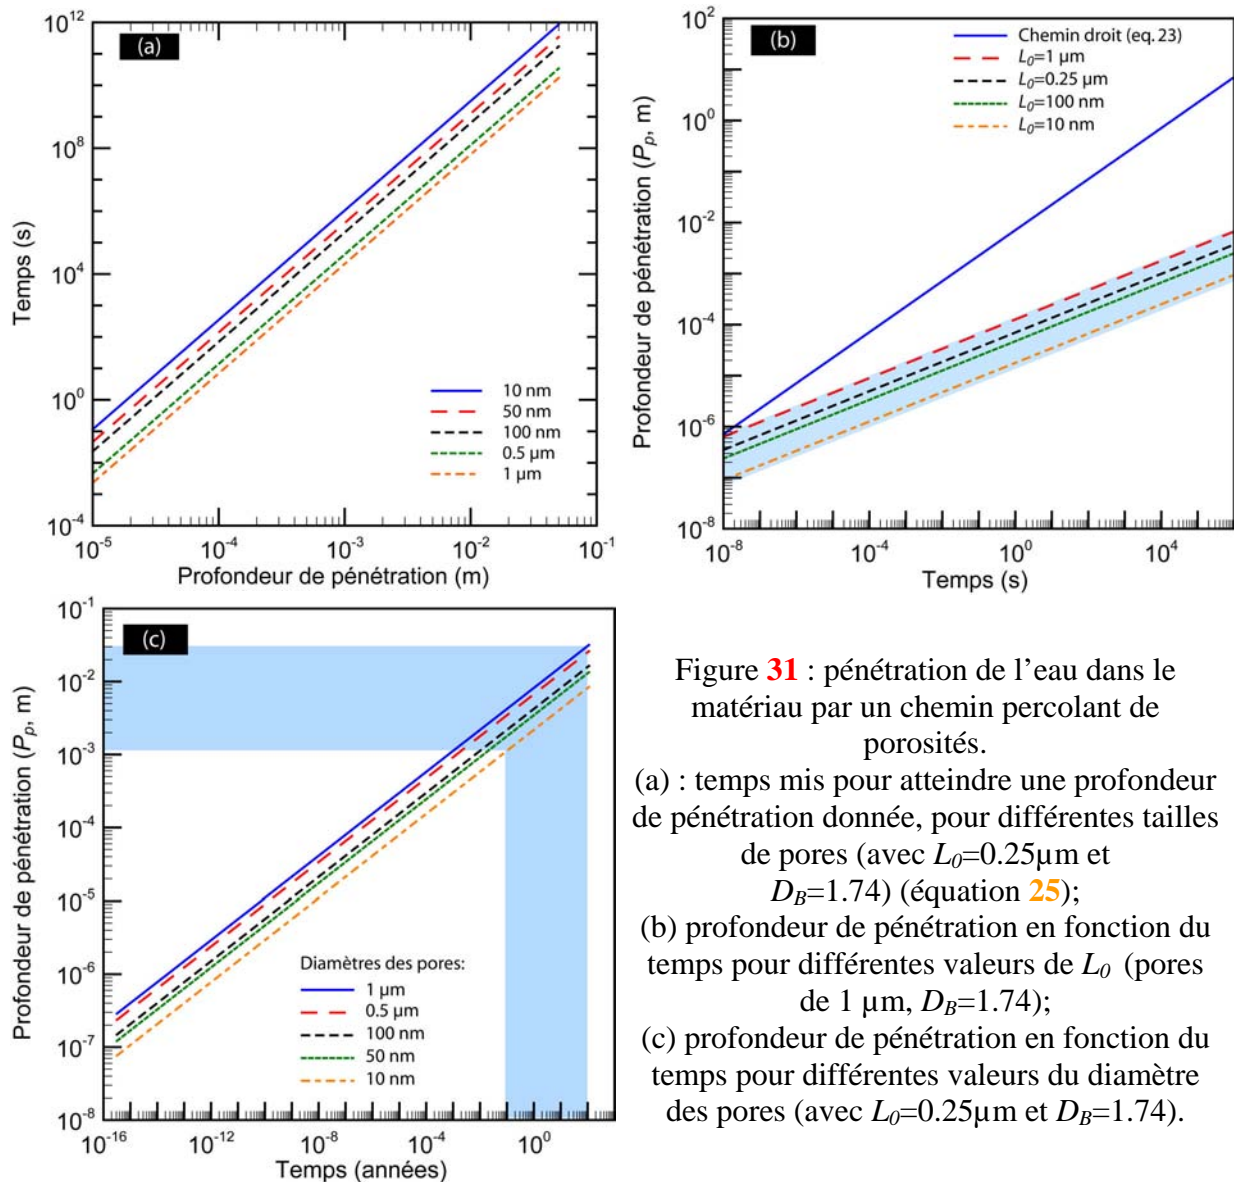 (a)
10^12
10^8
10^4
10^0
10^-4
Temps (s)
10 nm
50 nm
100 nm
0.5 µm
1 µm
10^-5
10^-4
10^-3
10^-2
10^-1
Profondeur de pénétration (m)
(b)
10^2
10^0
10^-2
10^-4
10^-6
10^-8
Profondeur de pénétration (P_p, m)
Chemin droit (eq.23)
L_0=1 µm
L_0=0.25 µm
L_0=100 nm
L_0=10 nm
10^-8
10^-4
10^0
10^4
Temps (s)
(c)
10^-1
10^-2
10^-3
10^-4
10^-5
10^-6
10^-7
10^-8
Profondeur de pénétration (P_p, m)
Diamètres des pores:
1 µm
0.5 µm
100 nm
50 nm
10 nm
10^-16
10^-12
10^-8
10^-4
10^0
Temps (années)
Figure 31 : pénétration de l’eau dans le
matériau par un chemin percolant de
porosités.
(a) : temps mis pour atteindre une profondeur
de pénétration donnée, pour différentes tailles
de pores (avec L_0=0.25µm et
D_B=1.74) (équation 25);
(b) profondeur de pénétration en fonction du
temps pour différentes valeurs de L_0 (pores
de 1 µm, D_B=1.74);
(c) profondeur de pénétration en fonction du
temps pour différentes valeurs du diamètre
des pores (avec L_0=0.25µm et D_B=1.74).